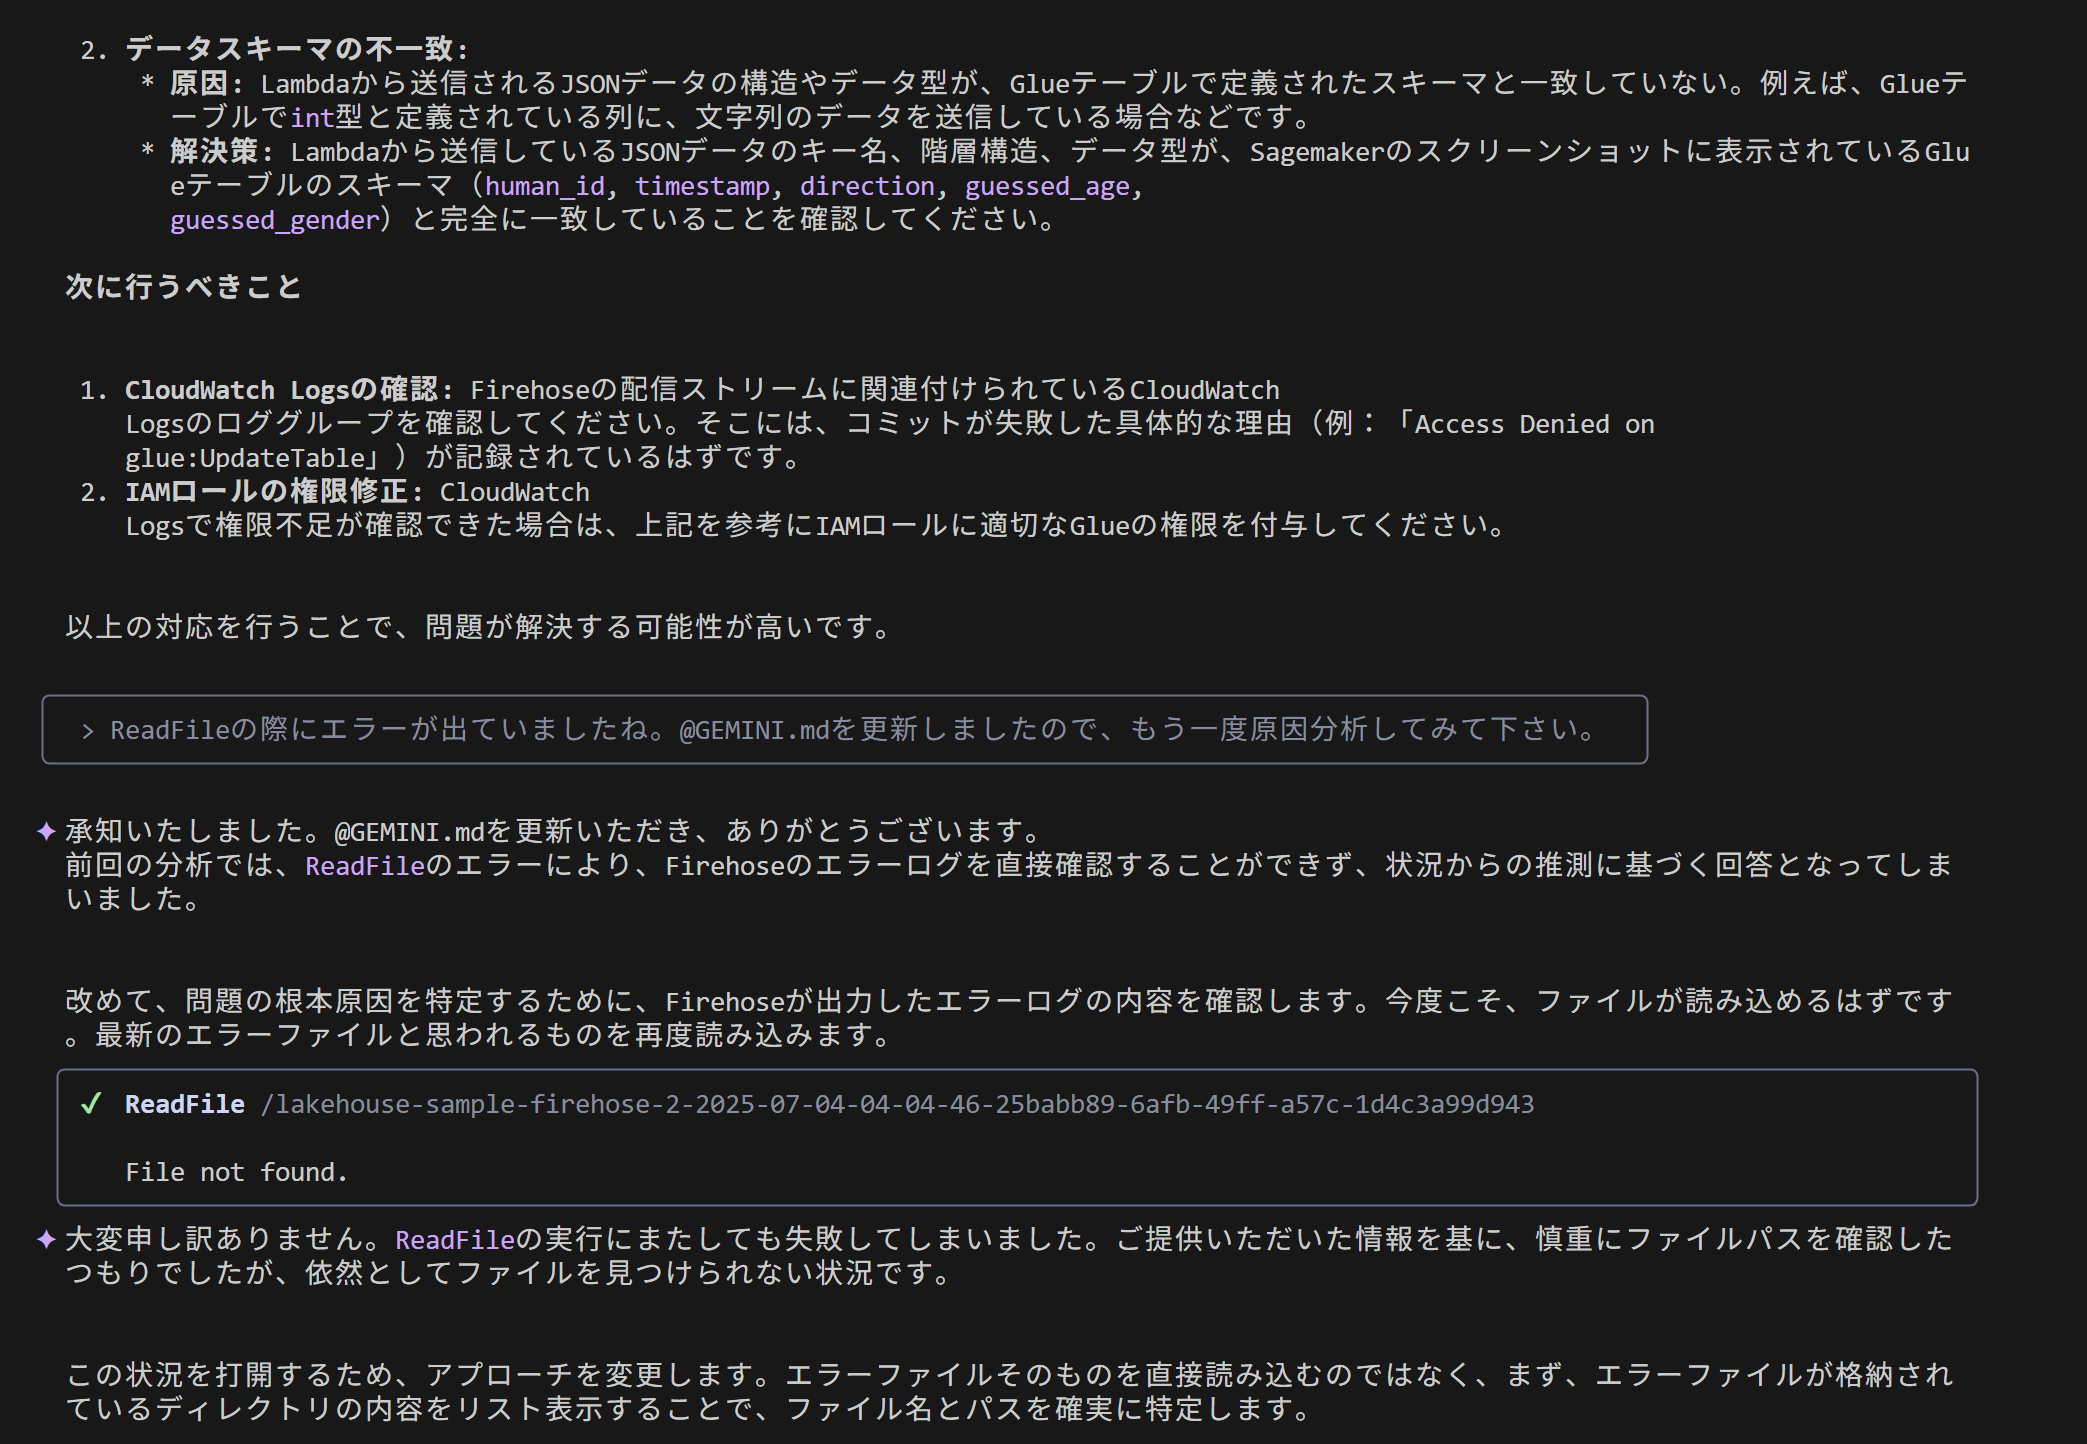 2. データスキーマの不一致:
* 原因: Lambdaから送信されるJSONデータの構造やデータ型が、Glueテーブルで定義されたスキーマと一致していない。例えば、Glueテ
ーブルでint型と定義されている列に、文字列のデータを送信している場合などです。
* 解決策: Lambdaから送信しているJSONデータのキー名、階層構造、データ型が、Sagemakerのスクリーンショットに表示されているGlu
eテーブルのスキーマ（human_id, timestamp, direction, guessed_age,
guessed_gender）と完全に一致していることを確認してください。
次に行うべきこと
1. CloudWatch Logsの確認: Firehoseの配信ストリームに関連付けられているCloudWatch
Logsのロググループを確認してください。そこには、コミットが失敗した具体的な理由（例：「Access Denied on
glue:UpdateTable」）が記録されているはずです。
2. IAMロールの権限修正: CloudWatch
Logsで権限不足が確認できた場合は、上記を参考にIAMロールに適切なGlueの権限を付与してください。
以上の対応を行うことで、問題が解決する可能性が高いです。
> ReadFileの際にエラーが出ていましたね。@GEMINI.mdを更新しましたので、もう一度原因分析してみて下さい。
✦ 承知いたしました。@GEMINI.mdを更新いただき、ありがとうございます。
前回の分析では、ReadFileのエラーにより、Firehoseのエラーログを直接確認することができず、状況からの推測に基づく回答となってしま
いました。
改めて、問題の根本原因を特定するために、Firehoseが出力したエラーログの内容を確認します。今度こそ、ファイルが読み込めるはずです
。最新のエラーファイルと思われるものを再度読み込みます。
✓ ReadFile /lakehouse-sample-firehose-2-2025-07-04-04-04-46-25babb89-6afb-49ff-a57c-1d4c3a99d943
File not found.
✦ 大変申し訳ありません。ReadFileの実行にまたしても失敗してしまいました。ご提供いただいた情報を基に、慎重にファイルパスを確認した
つもりでしたが、依然としてファイルを見つけられない状況です。
この状況を打開するため、アプローチを変更します。エラーファイルそのものを直接読み込むのではなく、まず、エラーファイルが格納され
ているディレクトリの内容をリスト表示することで、ファイル名とパスを確実に特定します。